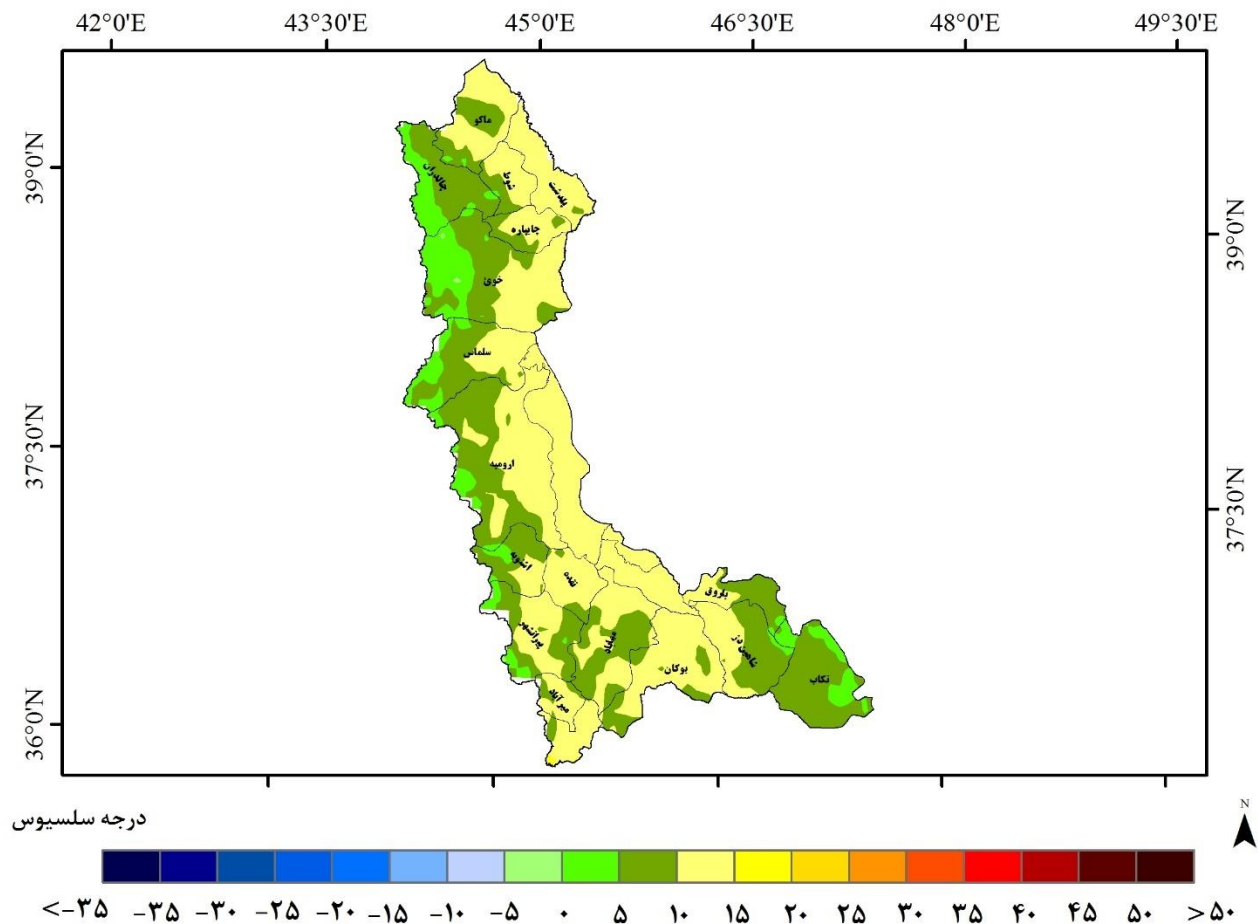 42°0'E 43°30'E 45°0'E 46°30'E 48°0'E 49°30'E
39°0'N
37°30'N
36°0'N
39°0'N
37°30'N
ماکو
چالدران
شوط
پلدشت
چایپاره
خوی
سلماس
ارومیه
اشنویه
نقده
پیرانشهر
مهاباد
میرآباد
بوکان
باروق
شاهین دژ
تکاب
درجه سلسیوس
N
<-۳۵ -۳۵ -۳۰ -۲۵ -۲۰ -۱۵ -۱۰ -۵ ۰ ۵ ۱۰ ۱۵ ۲۰ ۲۵ ۳۰ ۳۵ ۴۰ ۴۵ ۵۰ >۵۰